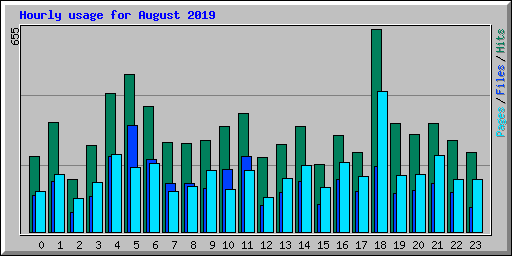 Hourly usage for August 2019
655
Pages/Files/Hits
0 1 2 3 4 5 6 7 8 9 10 11 12 13 14 15 16 17 18 19 20 21 22 23